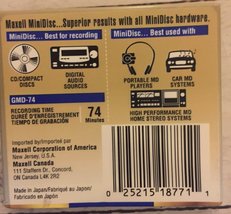 Maxell MiniDisc...Superior results with all MiniDisc hardware.
MiniDisc... Best for recording
MiniDisc... Best used with
CD/COMPACT
DISCS
DIGITAL
AUDIO
SOURCES
PORTABLE MD
PLAYERS
CAR MD
SYSTEMS
HIGH PERFORMANCE MD
HOME STEREO SYSTEMS
GMD-74
RECORDING TIME
DURÉE D'ENREGISTREMENT
TIEMPO DE GRABACIÓN
74
Minutes
Imported by/Importé par
Maxell Corporation of America
New Jersey, U.S.A.
Maxell Canada
111 Staffern Dr., Concord,
ON Canada L4K 2R2
Made in Japan/Fabriqué au Japon/
Fabricado en Japón
0 25215 18771 1